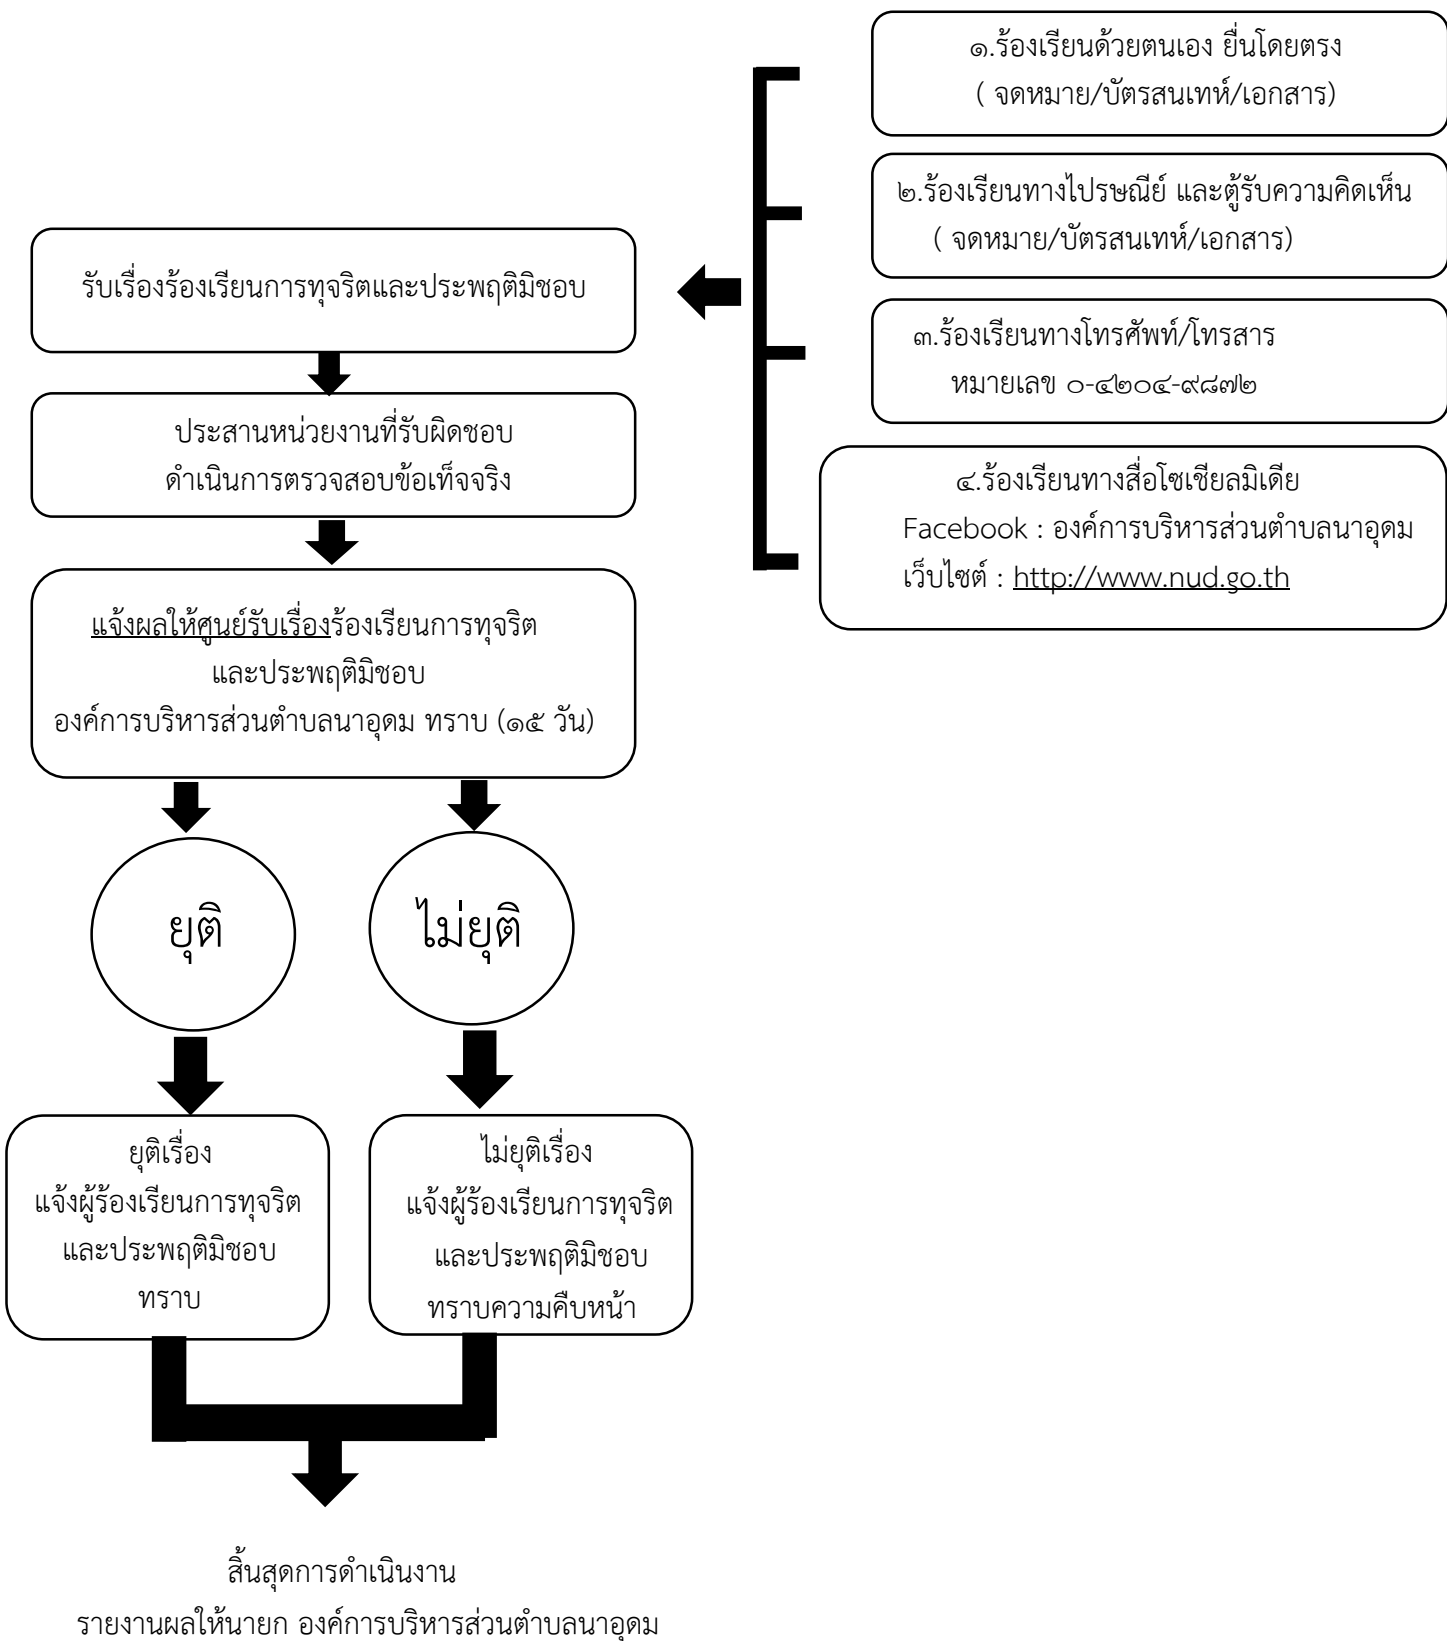 ๑.ร้องเรียนด้วยตนเอง ยื่นโดยตรง
( จดหมาย/บัตรสนเทห์/เอกสาร)
๒.ร้องเรียนทางไปรษณีย์ และตู้รับความคิดเห็น
( จดหมาย/บัตรสนเทห์/เอกสาร)
๓.ร้องเรียนทางโทรศัพท์/โทรสาร
หมายเลข ๐-๔๒๐๔-๙๘๗๒
๔.ร้องเรียนทางสื่อโซเชียลมิเดีย
Facebook : องค์การบริหารส่วนตำบลนาอุดม
เว็บไซต์ : http://www.nud.go.th
รับเรื่องร้องเรียนการทุจริตและประพฤติมิชอบ
ประสานหน่วยงานที่รับผิดชอบ
ดำเนินการตรวจสอบข้อเท็จจริง
แจ้งผลให้ศูนย์รับเรื่องร้องเรียนการทุจริต
และประพฤติมิชอบ
องค์การบริหารส่วนตำบลนาอุดม ทราบ (๑๕ วัน)
ยุติ
ไม่ยุติ
ยุติเรื่อง
แจ้งผู้ร้องเรียนการทุจริต
และประพฤติมิชอบ
ทราบ
ไม่ยุติเรื่อง
แจ้งผู้ร้องเรียนการทุจริต
และประพฤติมิชอบ
ทราบความคืบหน้า
สิ้นสุดการดำเนินงาน
รายงานผลให้นายก องค์การบริหารส่วนตำบลนาอุดม